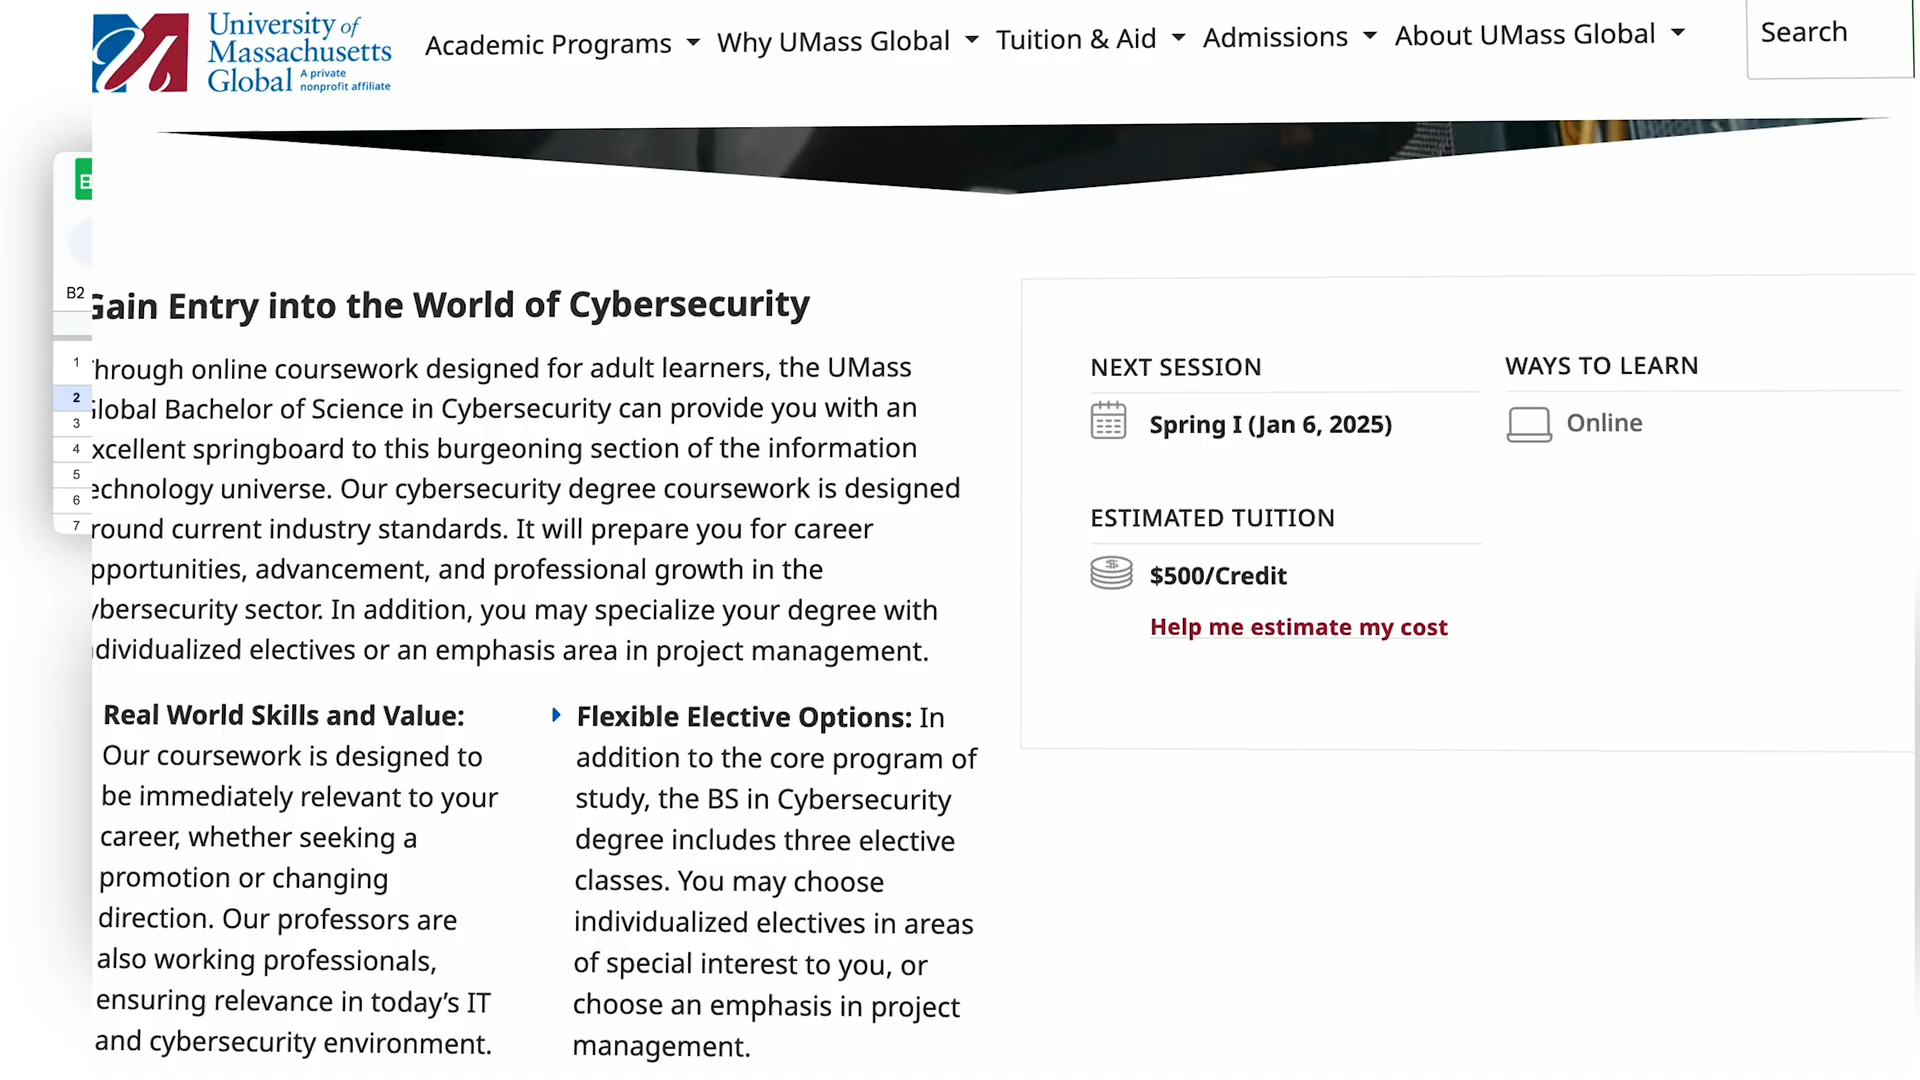 University of
Massachusetts
Global A private
nonprofit affiliate
Academic Programs
Why UMass Global
Tuition & Aid
Admissions
About UMass Global
Search
B2
1
2
3
4
5
6
7
Gain Entry into the World of Cybersecurity
hrough online coursework designed for adult learners, the UMass
Global Bachelor of Science in Cybersecurity can provide you with an
xcellent springboard to this burgeoning section of the information
echnology universe. Our cybersecurity degree coursework is designed
round current industry standards. It will prepare you for career
pportunities, advancement, and professional growth in the
ybersecurity sector. In addition, you may specialize your degree with
dividualized electives or an emphasis area in project management.
Real World Skills and Value:
Our coursework is designed to
be immediately relevant to your
career, whether seeking a
promotion or changing
direction. Our professors are
also working professionals,
ensuring relevance in today’s IT
and cybersecurity environment.
Flexible Elective Options: In
addition to the core program of
study, the BS in Cybersecurity
degree includes three elective
classes. You may choose
individualized electives in areas
of special interest to you, or
choose an emphasis in project
management.
NEXT SESSION
Spring I (Jan 6, 2025)
WAYS TO LEARN
Online
ESTIMATED TUITION
$500/Credit
Help me estimate my cost